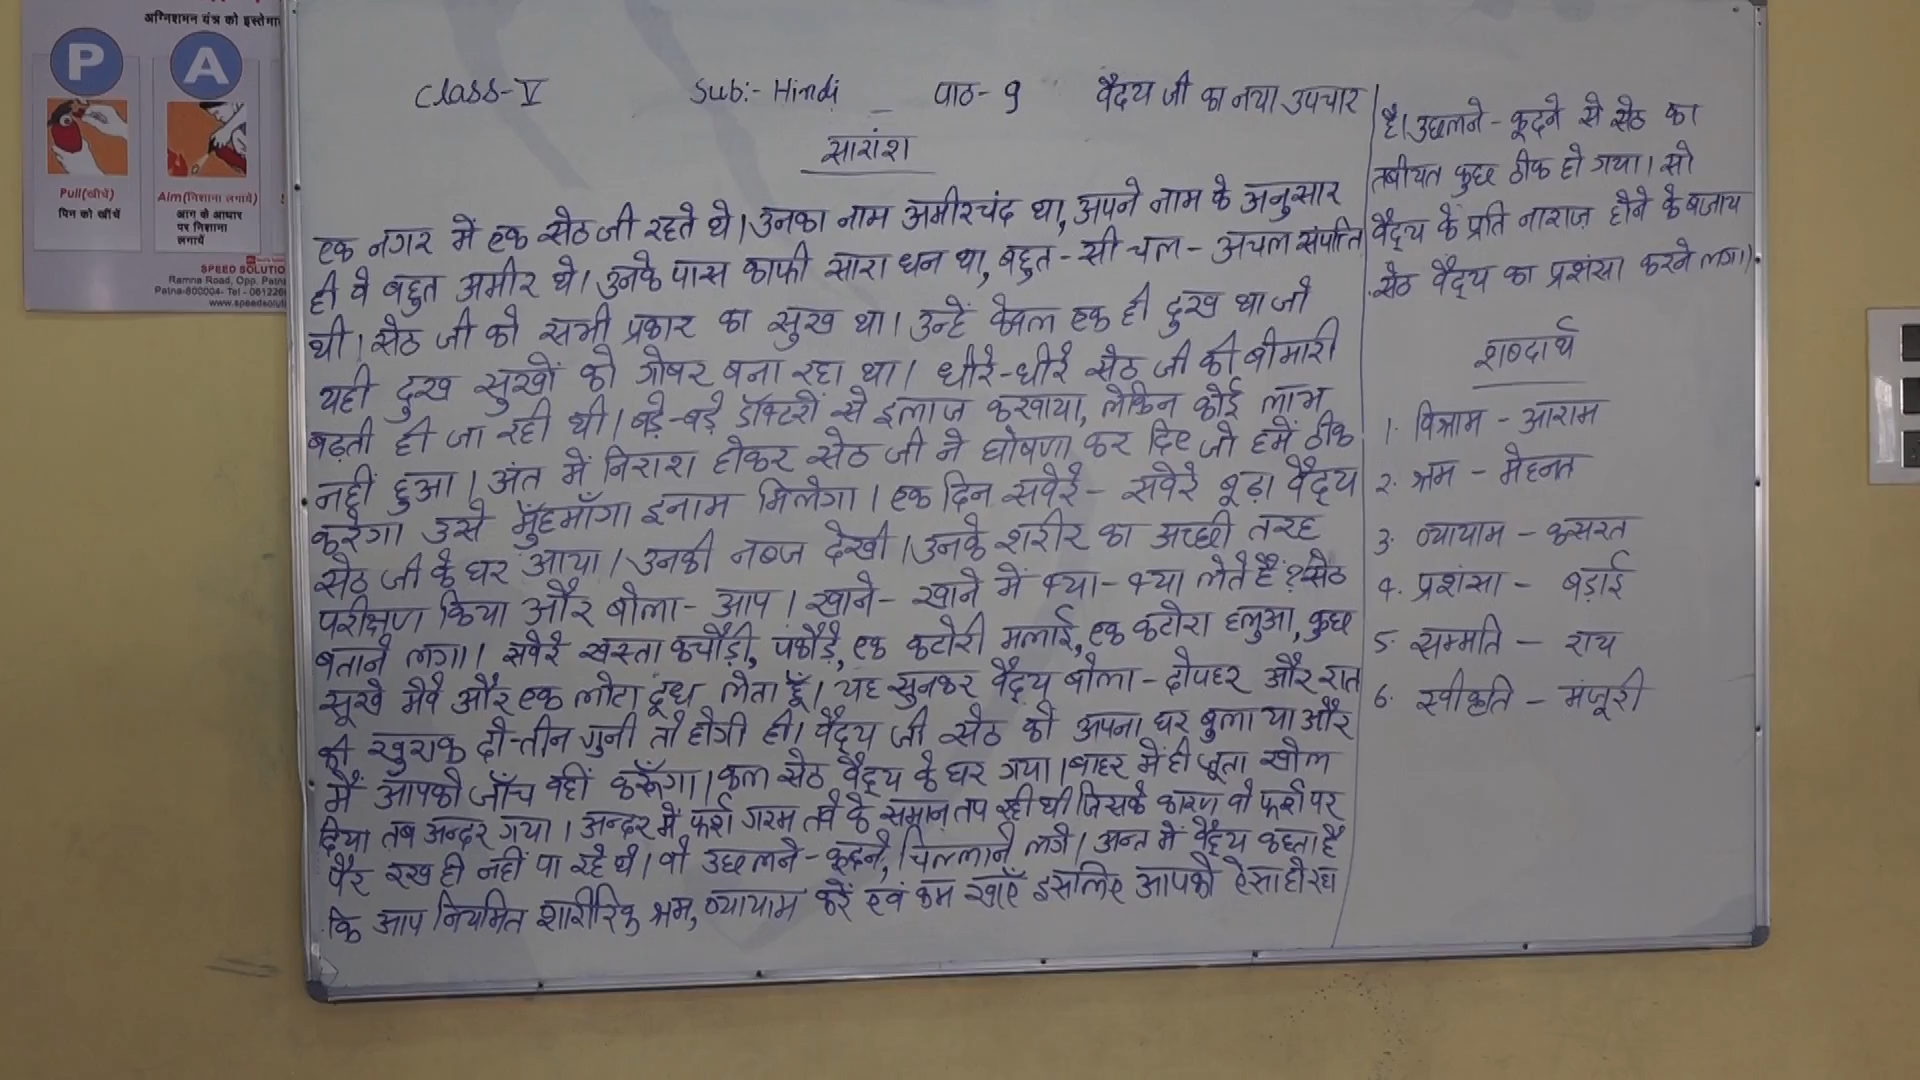 अग्निशमन यंत्र को
P
A
Pull(खींचें)
पिन को खींचें
Aim(निशाना लगायें)
आग के आधार
पर निशाना
लगायें
SPEED
Ramna Road, Opp.
Patna-800004- Tel -
Class-V Sub:- Hindi पाठ- 9 वैद्य जी का नया उपचार
सारांश
एक नगर में एक सेठ जी रहते थे। उनका नाम अमीरचंद था, अपने नाम के अनुसार
ही वे बहुत अमीर थे। उनके पास काफी सारा धन था, बहुत-सी चल-अचल संपत्ति
थी। सेठ जी को सभी प्रकार का सुख था। उन्हें केवल एक ही दुख था जो
यही दुख सुखों को गोबर बना रहा था। धीरे-धीरे सेठ जी की बीमारी
बढ़ती ही जा रही थी। बड़े-बड़े डॉक्टरों से इलाज करवाया, लेकिन कोई लाभ
नहीं हुआ। अंत में निराश होकर सेठ जी ने घोषणा कर दिए जो हमें ठीक
करेगा उसे मुँहमाँगा इनाम मिलेगा। एक दिन सवेरे-सवेरे बूढ़ा वैद्य
सेठ जी के घर आया। उनकी नब्ज देखी। उनके शरीर का अच्छी तरह
परीक्षण किया और बोला- आप। खाने-खाने में क्या-क्या लेते हैं? सेठ
बताने लगा। सवेरे खस्ता कचौड़ी, पकौड़े, एक कटोरी मलाई, एक कटोरा हलुआ, कुछ
सूखे मेवे और एक लोटा दूध लेता हूँ। यह सुनकर वैद्य बोला-दोपहर और रात
की खुराक दो-तीन गुनी तो होगी ही। वैद्य जी सेठ को अपना घर बुलाया और
मैं आपको जाँच वहीं करूँगा। कल सेठ वैद्य के घर गया। बाहर में ही जूता खोल
दिया तब अन्दर गया। अन्दर में फर्श गरम तवे के समान तप रही थी जिसके कारण वो फर्श पर
पैर रख ही नहीं पा रहे थे। वो उछलने-कूदने, चिल्लाने लगे। अन्त में वैद्य कहता है
कि आप नियमित शारीरिक श्रम, व्यायाम करें एवं कम खाएँ इसलिए आपको ऐसा हो रहा
है। उछलने-कूदने से सेठ का
तबीयत कुछ ठीक हो गया। सो
वैद्य के प्रति नाराज़ होने के बजाय
सेठ वैद्य का प्रशंसा करने लगा।
शब्दार्थ
1. विश्राम - आराम
2. श्रम - मेहनत
3. व्यायाम - कसरत
4. प्रशंसा - बड़ाई
5. सम्मति - राय
6. स्वीकृति - मंजूरी